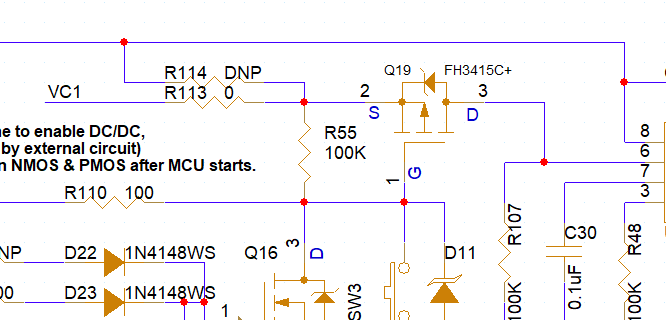 R114 DNP
Q19 FH3415C+
VC1 R113 0
2 3
S D
ne to enable DC/DC,
by external circuit)
n NMOS & PMOS after MCU starts.
R55
100K
8
6
7
3
1 G
R110 100
R107
C30
R48
NP D22 1N4148WS
Q16 3 D
D11
00 D23 1N4148WS
1
SW3
100K
0.1uF
100K